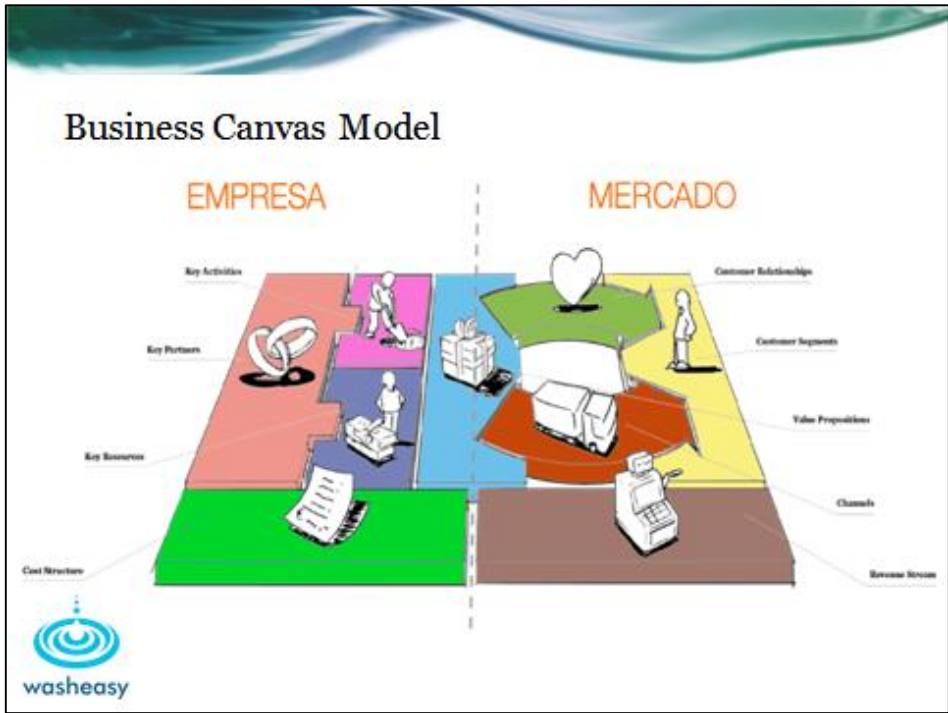 Business Canvas Model
EMPRESA
MERCADO
Key Activities
Customer Relationships
Key Partners
Customer Segments
Value Propositions
Key Resources
Channels
Cost Structure
Revenue Stream
washeasy